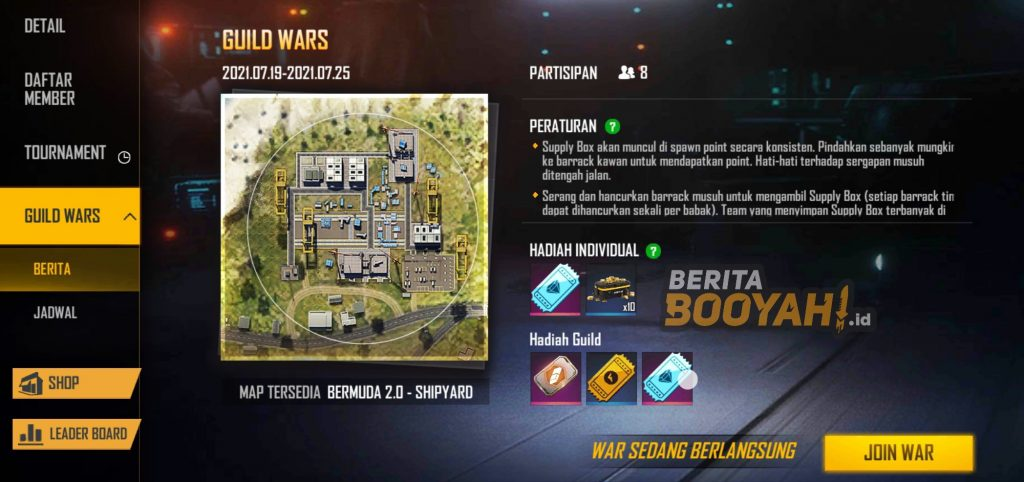 DETAIL
DAFTAR
MEMBER
TOURNAMENT
GUILD WARS
BERITA
JADWAL
SHOP
LEADER BOARD
GUILD WARS
2021.07.19-2021.07.25
MAP TERSEDIA BERMUDA 2.0 - SHIPYARD
PARTISIPAN 8
PERATURAN ?
Supply Box akan muncul di spawn point secara konsisten. Pindahkan sebanyak mungkin
ke barrack kawan untuk mendapatkan point. Hati-hati terhadap sergapan musuh
ditengah jalan.
Serang dan hancurkan barrack musuh untuk mengambil Supply Box (setiap barrack tim
dapat dihancurkan sekali per babak). Team yang menyimpan Supply Box terbanyak di
HADIAH INDIVIDUAL ?
x10
BERITA
BOOYAH!.id
Hadiah Guild
WAR SEDANG BERLANGSUNG
JOIN WAR